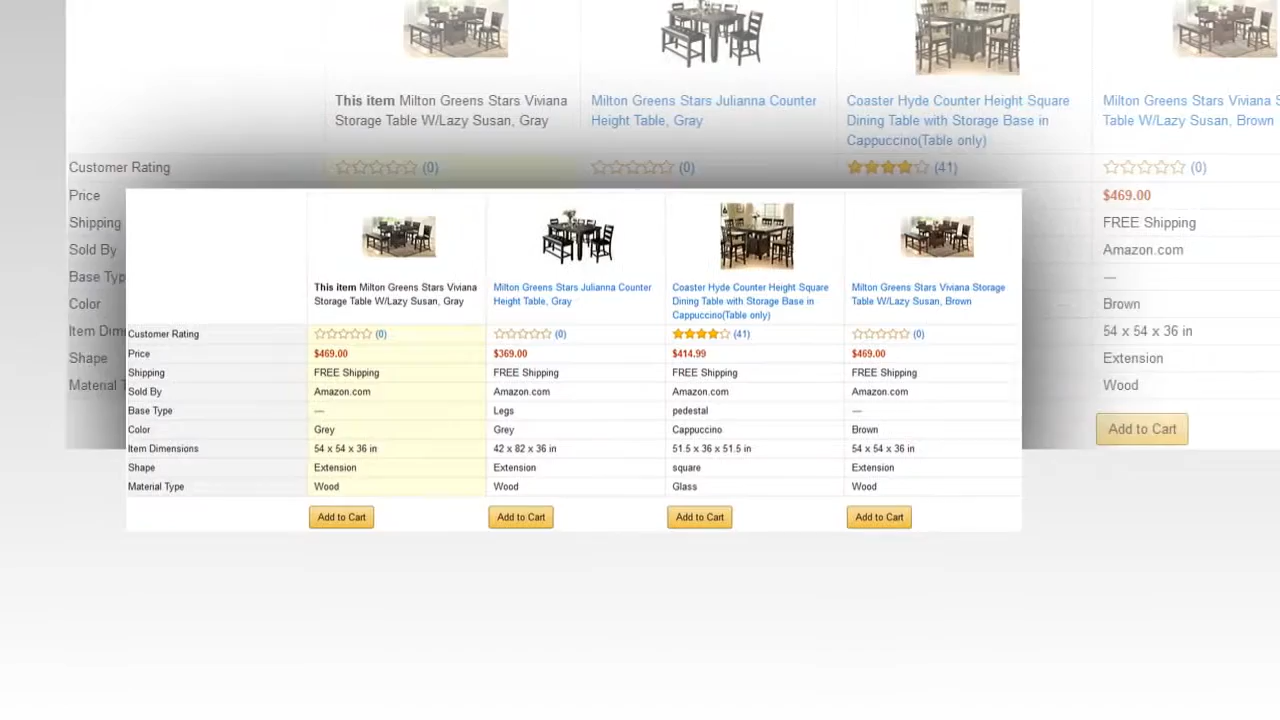 This item Milton Greens Stars Viviana
Storage Table W/Lazy Susan, Gray
Milton Greens Stars Julianna Counter
Height Table, Gray
Coaster Hyde Counter Height Square
Dining Table with Storage Base in
Cappuccino(Table only)
Milton Greens Stars Viviana S
Table W/Lazy Susan, Brown
Customer Rating (0) (0) (41) (0)
Price $469.00
Shipping FREE Shipping
Sold By Amazon.com
Base Typ —
Color Brown
Item Dim 54 x 54 x 36 in
Shape Extension
Material T Wood
Add to Cart
This item Milton Greens Stars Viviana
Storage Table W/Lazy Susan, Gray
Milton Greens Stars Julianna Counter
Height Table, Gray
Coaster Hyde Counter Height Square
Dining Table with Storage Base in
Cappuccino(Table only)
Milton Greens Stars Viviana Storage
Table W/Lazy Susan, Brown
Customer Rating (0) (0) (41) (0)
Price $469.00 $369.00 $414.99 $469.00
Shipping FREE Shipping FREE Shipping FREE Shipping FREE Shipping
Sold By Amazon.com Amazon.com Amazon.com Amazon.com
Base Type — Legs pedestal —
Color Grey Grey Cappuccino Brown
Item Dimensions 54 x 54 x 36 in 42 x 82 x 36 in 51.5 x 36 x 51.5 in 54 x 54 x 36 in
Shape Extension Extension square Extension
Material Type Wood Wood Glass Wood
Add to Cart Add to Cart Add to Cart Add to Cart